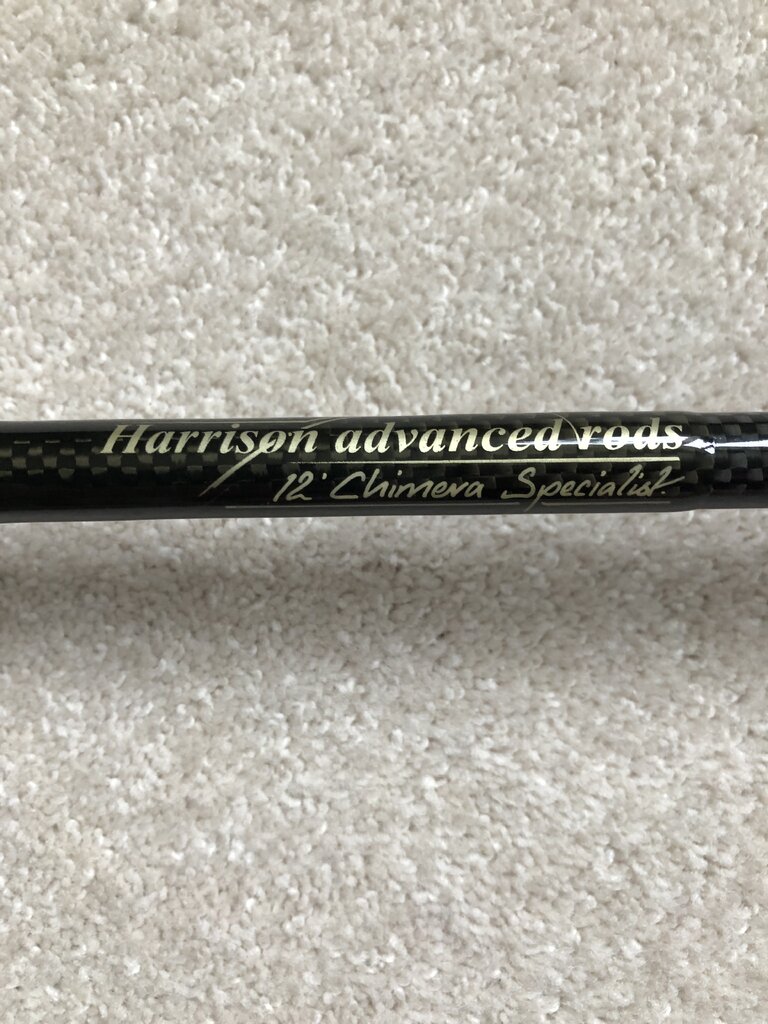 Harrison advanced rods
12' Chimera Specialist.